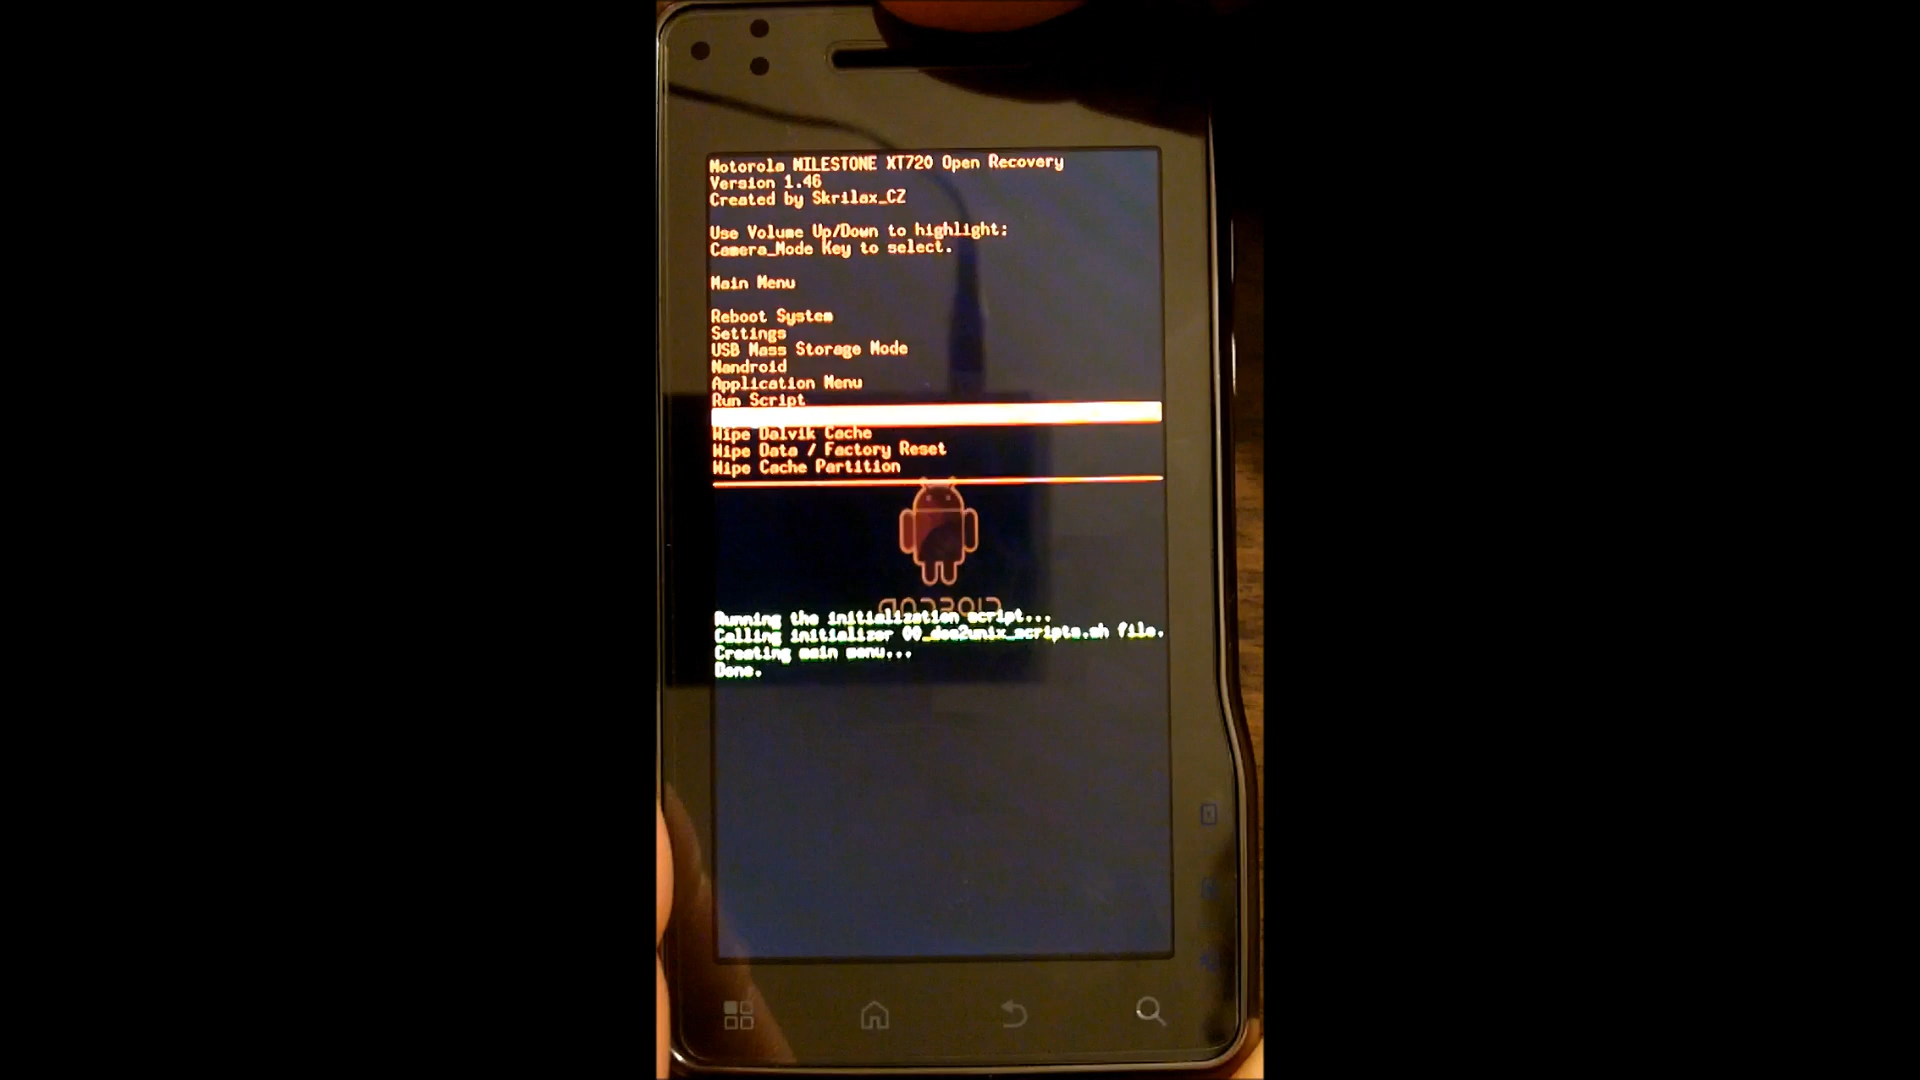 Motorola MILESTONE XT720 Open Recovery
Version 1.46
Created by Skrilax_CZ
Use Volume Up/Down to highlight;
Camera_Mode Key to select.
Main Menu
Reboot System
Settings
USB Mass Storage Mode
Nandroid
Application Menu
Run Script
Wipe Dalvik Cache
Wipe Data / Factory Reset
Wipe Cache Partition
ANDROID
Running the initialization script...
Calling initializer 00_dos2unix_scripts.sh file.
Creating main menu...
Done.